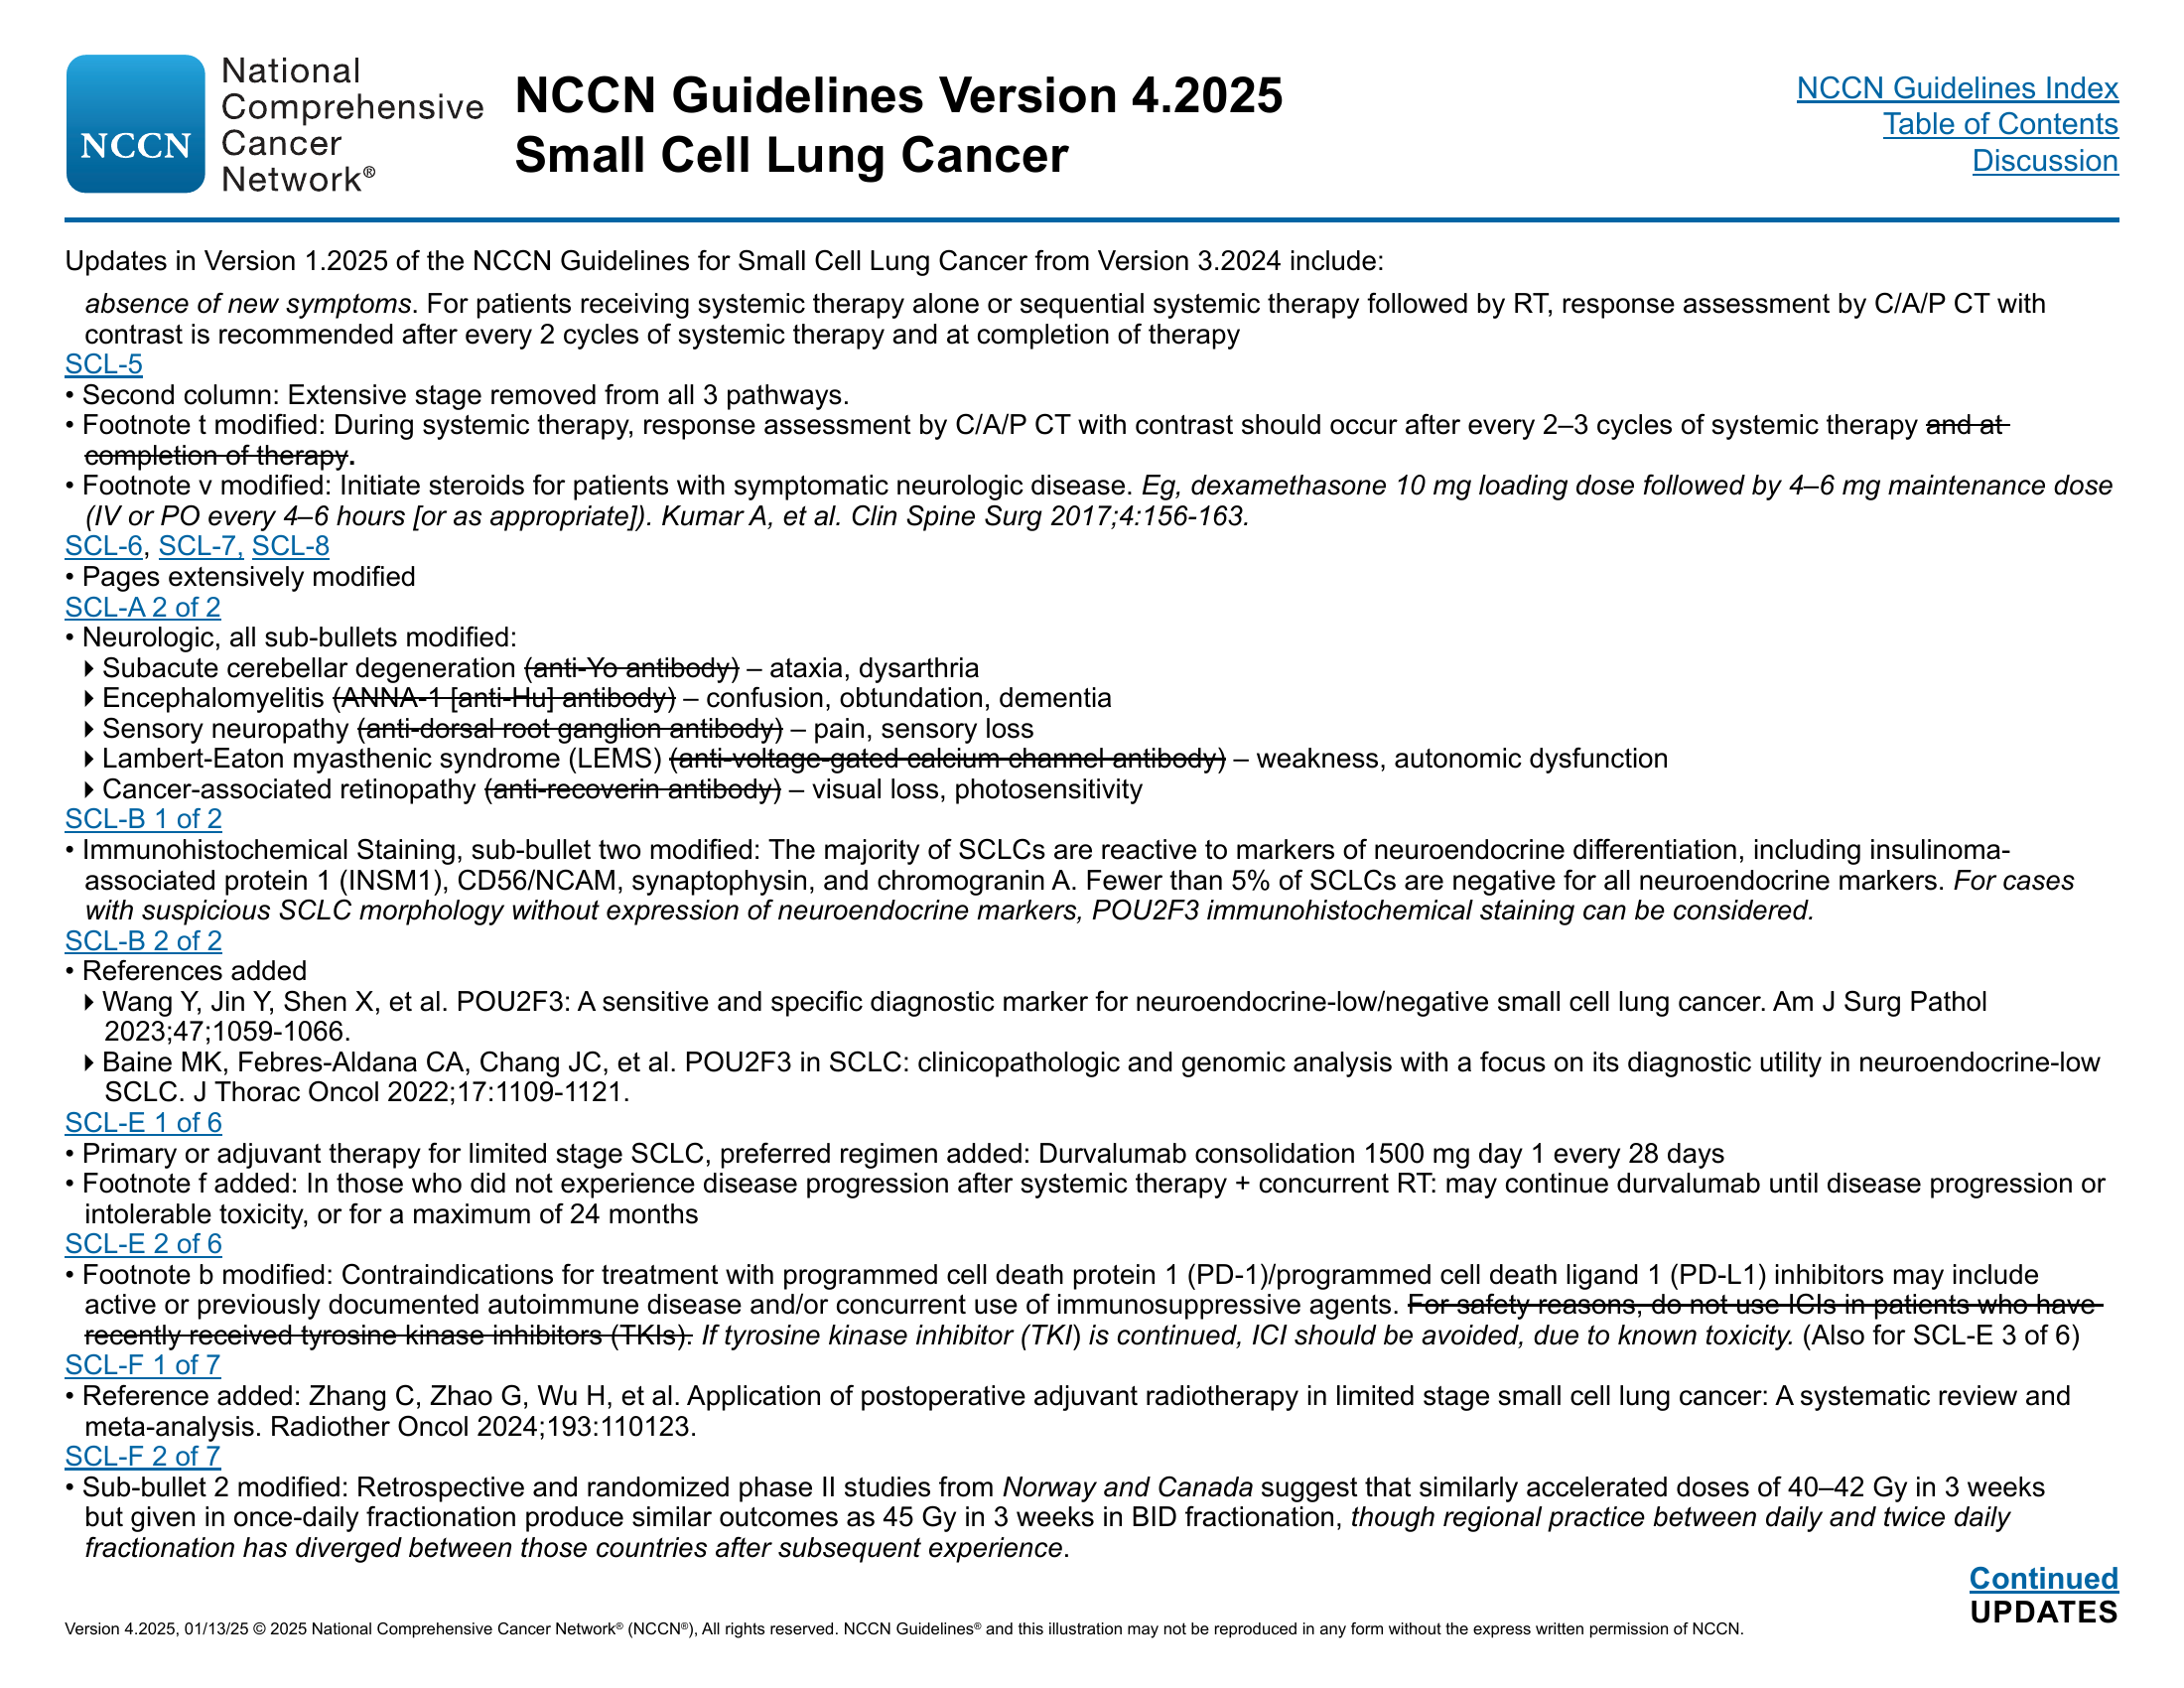 National
Comprehensive
NCCN Cancer
Network®
NCCN Guidelines Version 4.2025
Small Cell Lung Cancer
NCCN Guidelines Index
Table of Contents
Discussion
Updates in Version 1.2025 of the NCCN Guidelines for Small Cell Lung Cancer from Version 3.2024 include:
absence of new symptoms. For patients receiving systemic therapy alone or sequential systemic therapy followed by RT, response assessment by C/A/P CT with
contrast is recommended after every 2 cycles of systemic therapy and at completion of therapy
SCL-5
• Second column: Extensive stage removed from all 3 pathways.
• Footnote t modified: During systemic therapy, response assessment by C/A/P CT with contrast should occur after every 2–3 cycles of systemic therapy and at
completion of therapy.
• Footnote v modified: Initiate steroids for patients with symptomatic neurologic disease. Eg, dexamethasone 10 mg loading dose followed by 4–6 mg maintenance dose
(IV or PO every 4–6 hours [or as appropriate]). Kumar A, et al. Clin Spine Surg 2017;4:156-163.
SCL-6, SCL-7, SCL-8
• Pages extensively modified
SCL-A 2 of 2
• Neurologic, all sub-bullets modified:
Subacute cerebellar degeneration (anti-Yo antibody) – ataxia, dysarthria
Encephalomyelitis (ANNA-1 [anti-Hu] antibody) – confusion, obtundation, dementia
Sensory neuropathy (anti-dorsal root ganglion antibody) – pain, sensory loss
Lambert-Eaton myasthenic syndrome (LEMS) (anti-voltage-gated calcium channel antibody) – weakness, autonomic dysfunction
Cancer-associated retinopathy (anti-recoverin antibody) – visual loss, photosensitivity
SCL-B 1 of 2
• Immunohistochemical Staining, sub-bullet two modified: The majority of SCLCs are reactive to markers of neuroendocrine differentiation, including insulinoma-
associated protein 1 (INSM1), CD56/NCAM, synaptophysin, and chromogranin A. Fewer than 5% of SCLCs are negative for all neuroendocrine markers. For cases
with suspicious SCLC morphology without expression of neuroendocrine markers, POU2F3 immunohistochemical staining can be considered.
SCL-B 2 of 2
• References added
Wang Y, Jin Y, Shen X, et al. POU2F3: A sensitive and specific diagnostic marker for neuroendocrine-low/negative small cell lung cancer. Am J Surg Pathol
2023;47;1059-1066.
Baine MK, Febres-Aldana CA, Chang JC, et al. POU2F3 in SCLC: clinicopathologic and genomic analysis with a focus on its diagnostic utility in neuroendocrine-low
SCLC. J Thorac Oncol 2022;17:1109-1121.
SCL-E 1 of 6
• Primary or adjuvant therapy for limited stage SCLC, preferred regimen added: Durvalumab consolidation 1500 mg day 1 every 28 days
• Footnote f added: In those who did not experience disease progression after systemic therapy + concurrent RT: may continue durvalumab until disease progression or
intolerable toxicity, or for a maximum of 24 months
SCL-E 2 of 6
• Footnote b modified: Contraindications for treatment with programmed cell death protein 1 (PD-1)/programmed cell death ligand 1 (PD-L1) inhibitors may include
active or previously documented autoimmune disease and/or concurrent use of immunosuppressive agents. For safety reasons, do not use ICIs in patients who have
recently received tyrosine kinase inhibitors (TKIs). If tyrosine kinase inhibitor (TKI) is continued, ICI should be avoided, due to known toxicity. (Also for SCL-E 3 of 6)
SCL-F 1 of 7
• Reference added: Zhang C, Zhao G, Wu H, et al. Application of postoperative adjuvant radiotherapy in limited stage small cell lung cancer: A systematic review and
meta-analysis. Radiother Oncol 2024;193:110123.
SCL-F 2 of 7
• Sub-bullet 2 modified: Retrospective and randomized phase II studies from Norway and Canada suggest that similarly accelerated doses of 40–42 Gy in 3 weeks
but given in once-daily fractionation produce similar outcomes as 45 Gy in 3 weeks in BID fractionation, though regional practice between daily and twice daily
fractionation has diverged between those countries after subsequent experience.
Continued
UPDATES
Version 4.2025, 01/13/25 © 2025 National Comprehensive Cancer Network® (NCCN®), All rights reserved. NCCN Guidelines® and this illustration may not be reproduced in any form without the express written permission of NCCN.